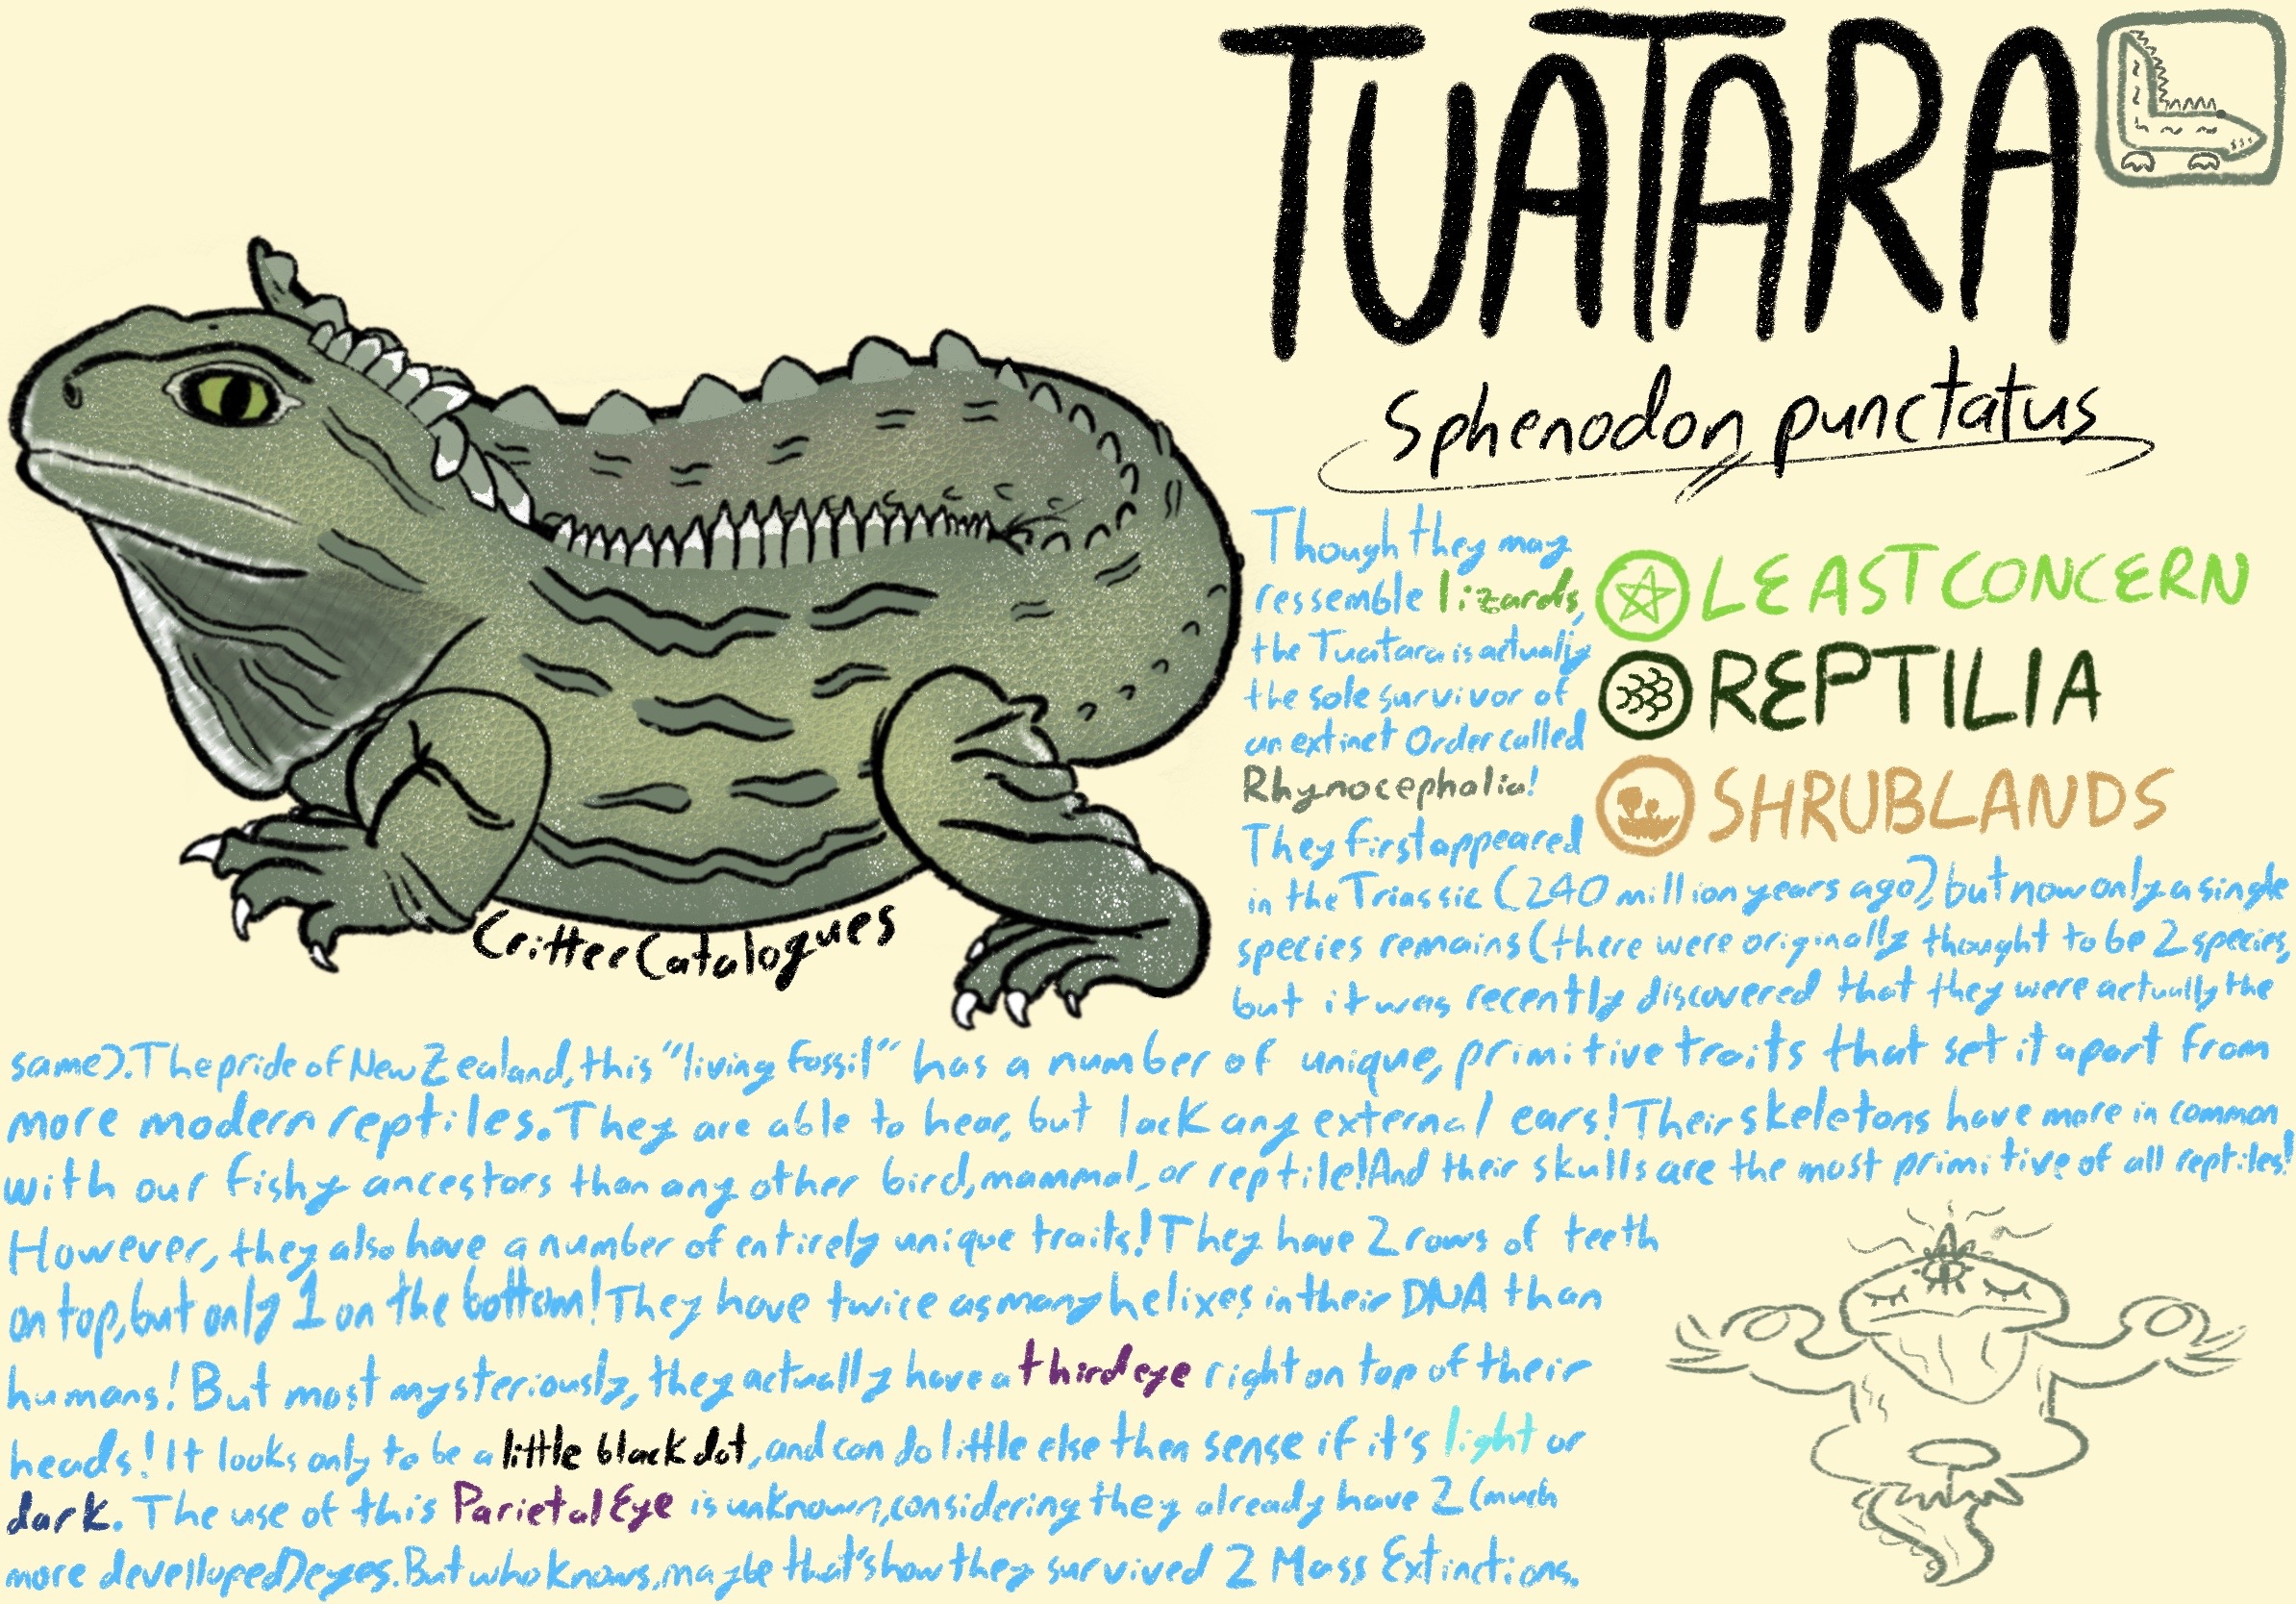 TUATARA
Sphenodon punctatus
Though they may
ressemble lizards,
the Tuatara is actually
the sole survivor of
an extinct Order called
Rhynocephalia!
They first appeared
LEAST CONCERN
REPTILIA
SHRUBLANDS
in the Triassic (240 million years ago), but now only a single
species remains (there were originally thought to be 2 species,
but it was recently discovered that they were actually the
same). The pride of New Zealand, this "living fossil" has a number of unique, primitive traits that set it apart from
more modern reptiles. They are able to hear, but lack any external ears! Their skeletons have more in common
with our fishy ancestors than any other bird, mammal, or reptile! And their skulls are the most primitive of all reptiles!
However, they also have a number of entirely unique traits! They have 2 rows of teeth
on top, but only 1 on the bottom! They have twice as many helixes in their DNA than
humans! But most mysteriously, they actually have a third eye right on top of their
heads! It looks only to be a little black dot, and can do little else then sense if it's light or
dark. The use of this Parietal Eye is unknown, considering they already have 2 (much
more developed) eyes. But who knows, maybe that's how they survived 2 Mass Extinctions.
CritterCatalogues